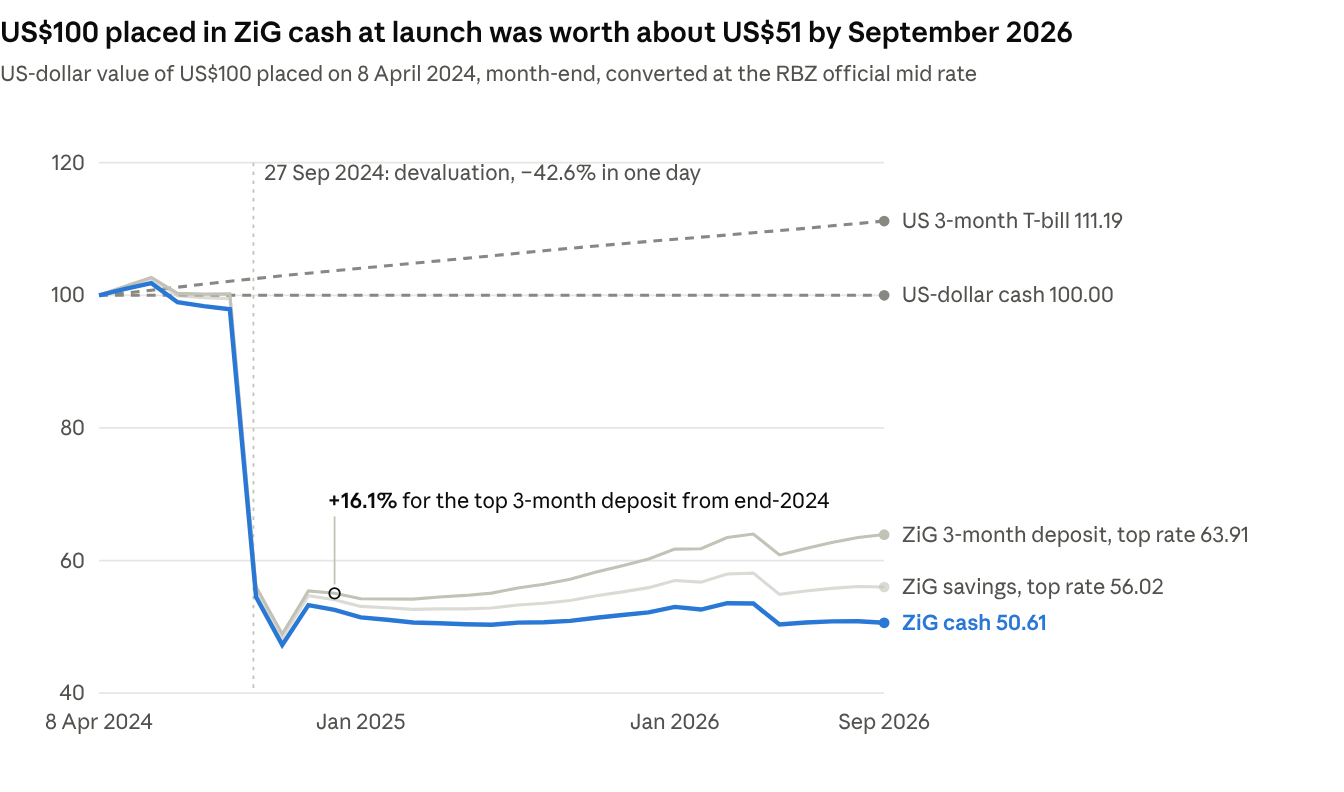 US$100 placed in ZiG cash at launch was worth about US$51 by September 2026
US-dollar value of US$100 placed on 8 April 2024, month-end, converted at the RBZ official mid rate
120
27 Sep 2024: devaluation, −42.6% in one day
US 3-month T-bill 111.19
100
US-dollar cash 100.00
80
+16.1% for the top 3-month deposit from end-2024
ZiG 3-month deposit, top rate 63.91
60
ZiG savings, top rate 56.02
ZiG cash 50.61
40
8 Apr 2024
Jan 2025
Jan 2026
Sep 2026